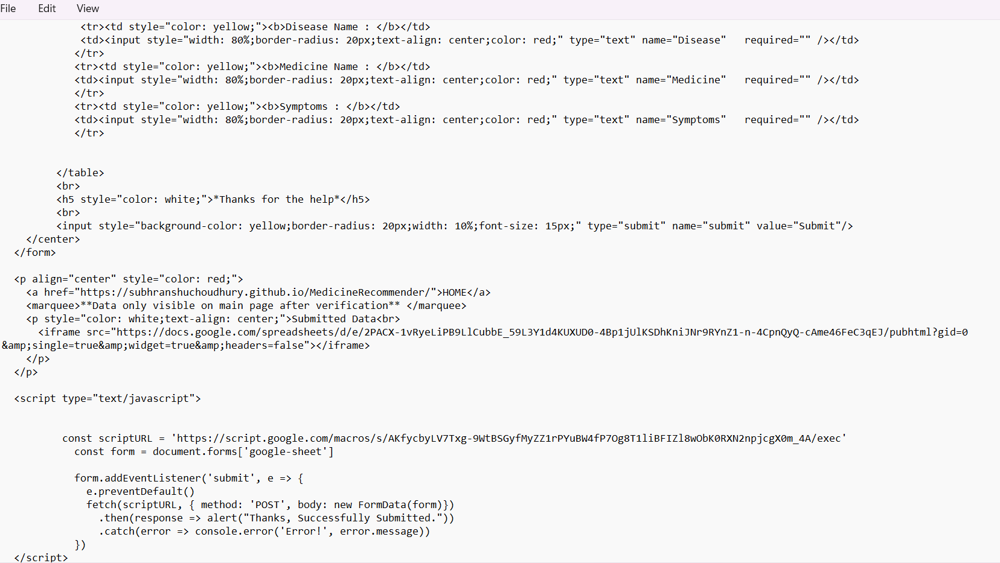 File Edit View
<tr><td style="color: yellow;"><b>Disease Name : </b></td>
<td><input style="width: 80%;border-radius: 20px;text-align: center;color: red;" type="text" name="Disease"   required="" /></td>
</tr>
<tr><td style="color: yellow;"><b>Medicine Name : </b></td>
<td><input style="width: 80%;border-radius: 20px;text-align: center;color: red;" type="text" name="Medicine"   required="" /></td>
</tr>
<tr><td style="color: yellow;"><b>Symptoms : </b></td>
<td><input style="width: 80%;border-radius: 20px;text-align: center;color: red;" type="text" name="Symptoms"   required="" /></td>
</tr>
</table>
<br>
<h5 style="color: white;">*Thanks for the help*</h5>
<br>
<input style="background-color: yellow;border-radius: 20px;width: 10%;font-size: 15px;" type="submit" name="submit" value="Submit"/>
</center>
</form>
<p align="center" style="color: red;">
<a href="https://subhranshuchoudhury.github.io/MedicineRecommender/">HOME</a>
<marquee>**Data only visible on main page after verification** </marquee>
<p style="color: white;text-align: center;">Submitted Data<br>
<iframe src="https://docs.google.com/spreadsheets/d/e/2PACX-1vRyeLiPB9LlCubbE_59L3Y1d4KUXUD0-4Bp1jUlKSDhKniJNr9RYnZ1-n-4CpnQyQ-cAme46FeC3qEJ/pubhtml?gid=0
&amp;single=true&amp;widget=true&amp;headers=false"></iframe>
</p>
</p>
<script type="text/javascript">
const scriptURL = 'https://script.google.com/macros/s/AKfycbyLV7Txg-9WtBSGyfMyZZ1rPYuBW4fP7Og8T1liBFIZl8wObK0RXN2npjcgX0m_4A/exec'
const form = document.forms['google-sheet']
form.addEventListener('submit', e => {
e.preventDefault()
fetch(scriptURL, { method: 'POST', body: new FormData(form)})
.then(response => alert("Thanks, Successfully Submitted."))
.catch(error => console.error('Error!', error.message))
})
</script>